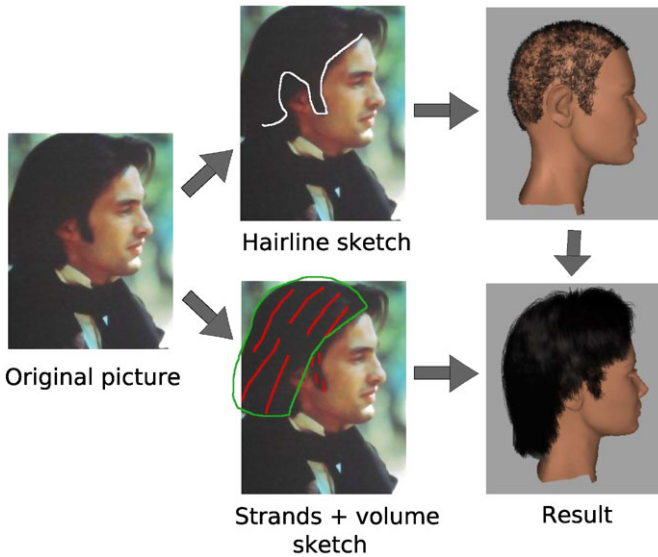 Hairline sketch
Original picture
Strands + volume
sketch
Result